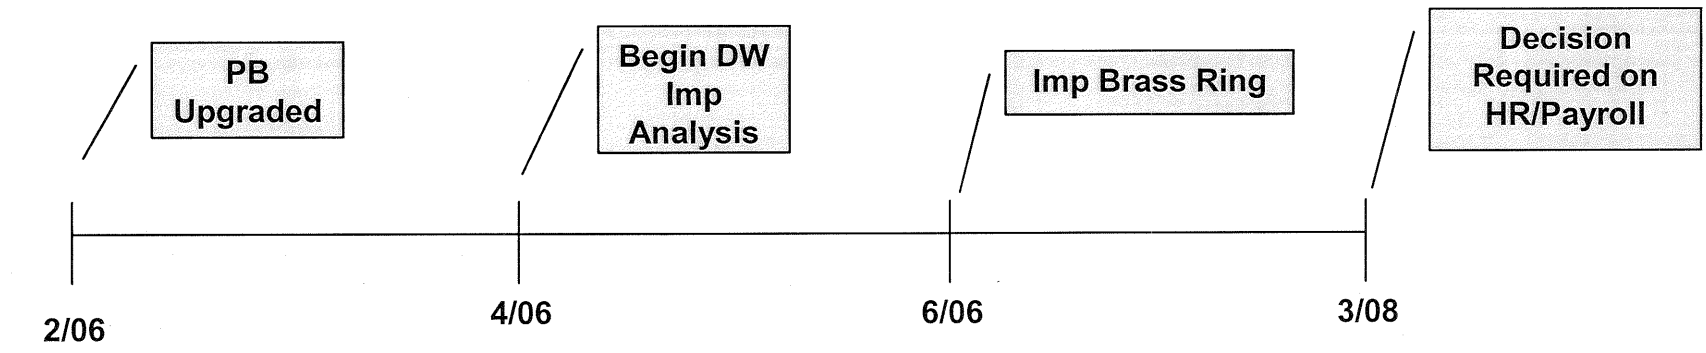 PB
Upgraded
Begin DW
Imp
Analysis
Imp Brass Ring
Decision
Required on
HR/Payroll
2/06
4/06
6/06
3/08